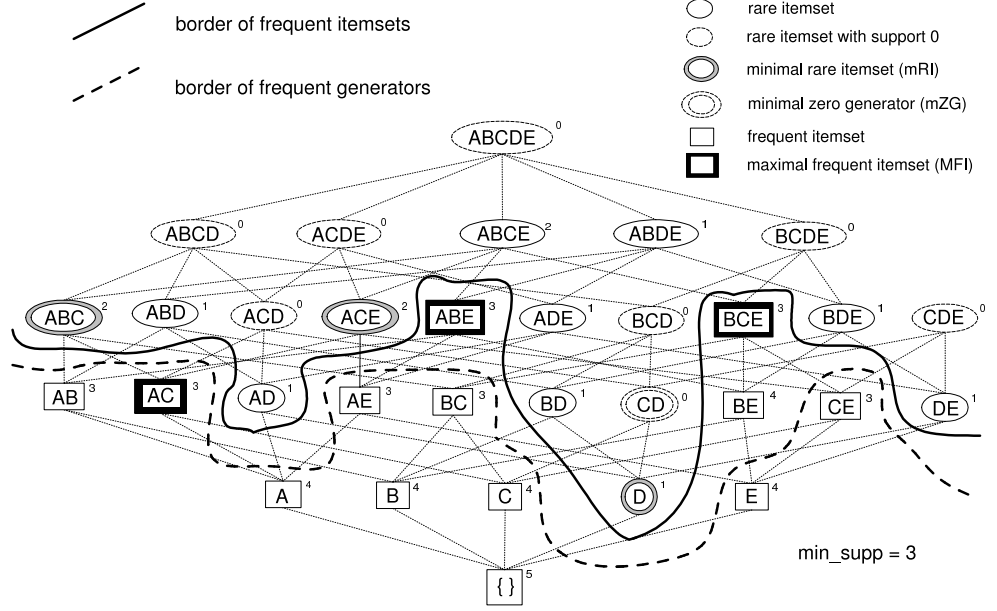 border of frequent itemsets
border of frequent generators
rare itemset
rare itemset with support 0
minimal rare itemset (mRI)
minimal zero generator (mZG)
frequent itemset
maximal frequent itemset (MFI)
ABCDE 0
ABCD 0 ACDE 0 ABCE 2 ABDE 1 BCDE 0
ABC 2 ABD 1 ACD 0 ACE 2 ABE 3 ADE 1 BCD 0 BCE 3 BDE 1 CDE 0
AB 3 AC 3 AD 1 AE 3 BC 3 BD 1 CD 0 BE 4 CE 3 DE 1
A 4 B 4 C 4 D 1 E 4
{ } 5
min_supp = 3